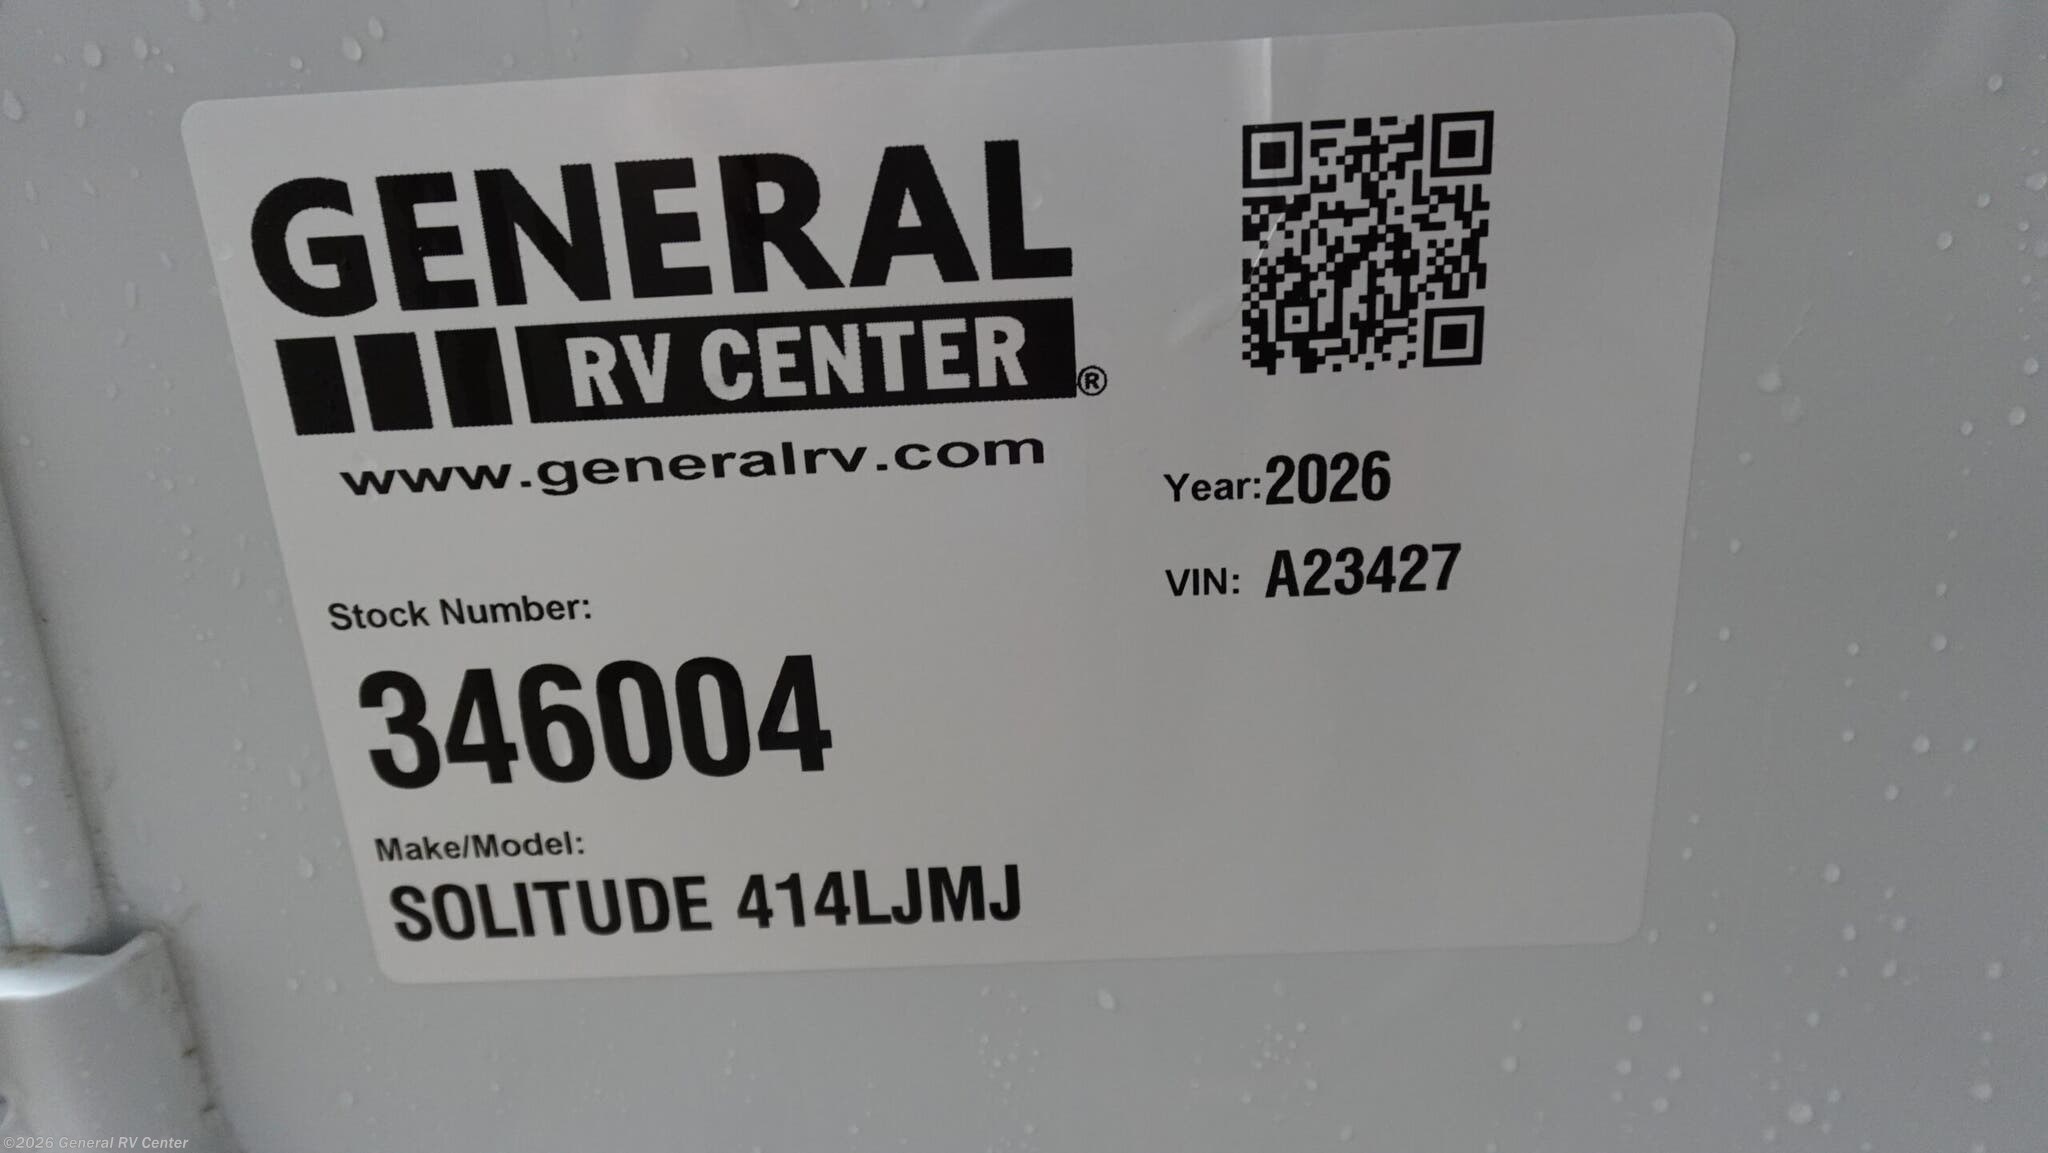 GENERAL
RV CENTER®
www.generalrv.com
Year: 2026
VIN: A23427
Stock Number:
346004
Make/Model:
SOLITUDE 414LJMJ
©2026 General RV Center